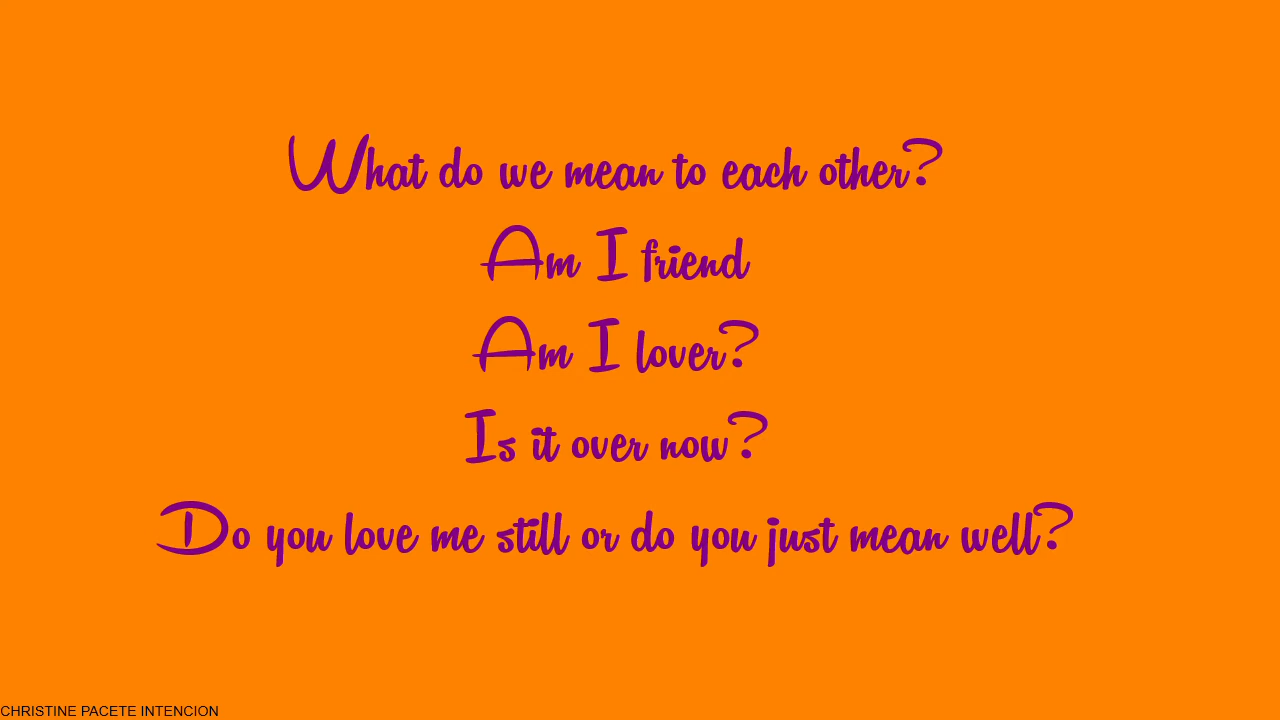 What do we mean to each other?
Am I friend
Am I lover?
Is it over now?
Do you love me still or do you just mean well?
CHRISTINE PACETE INTENCION